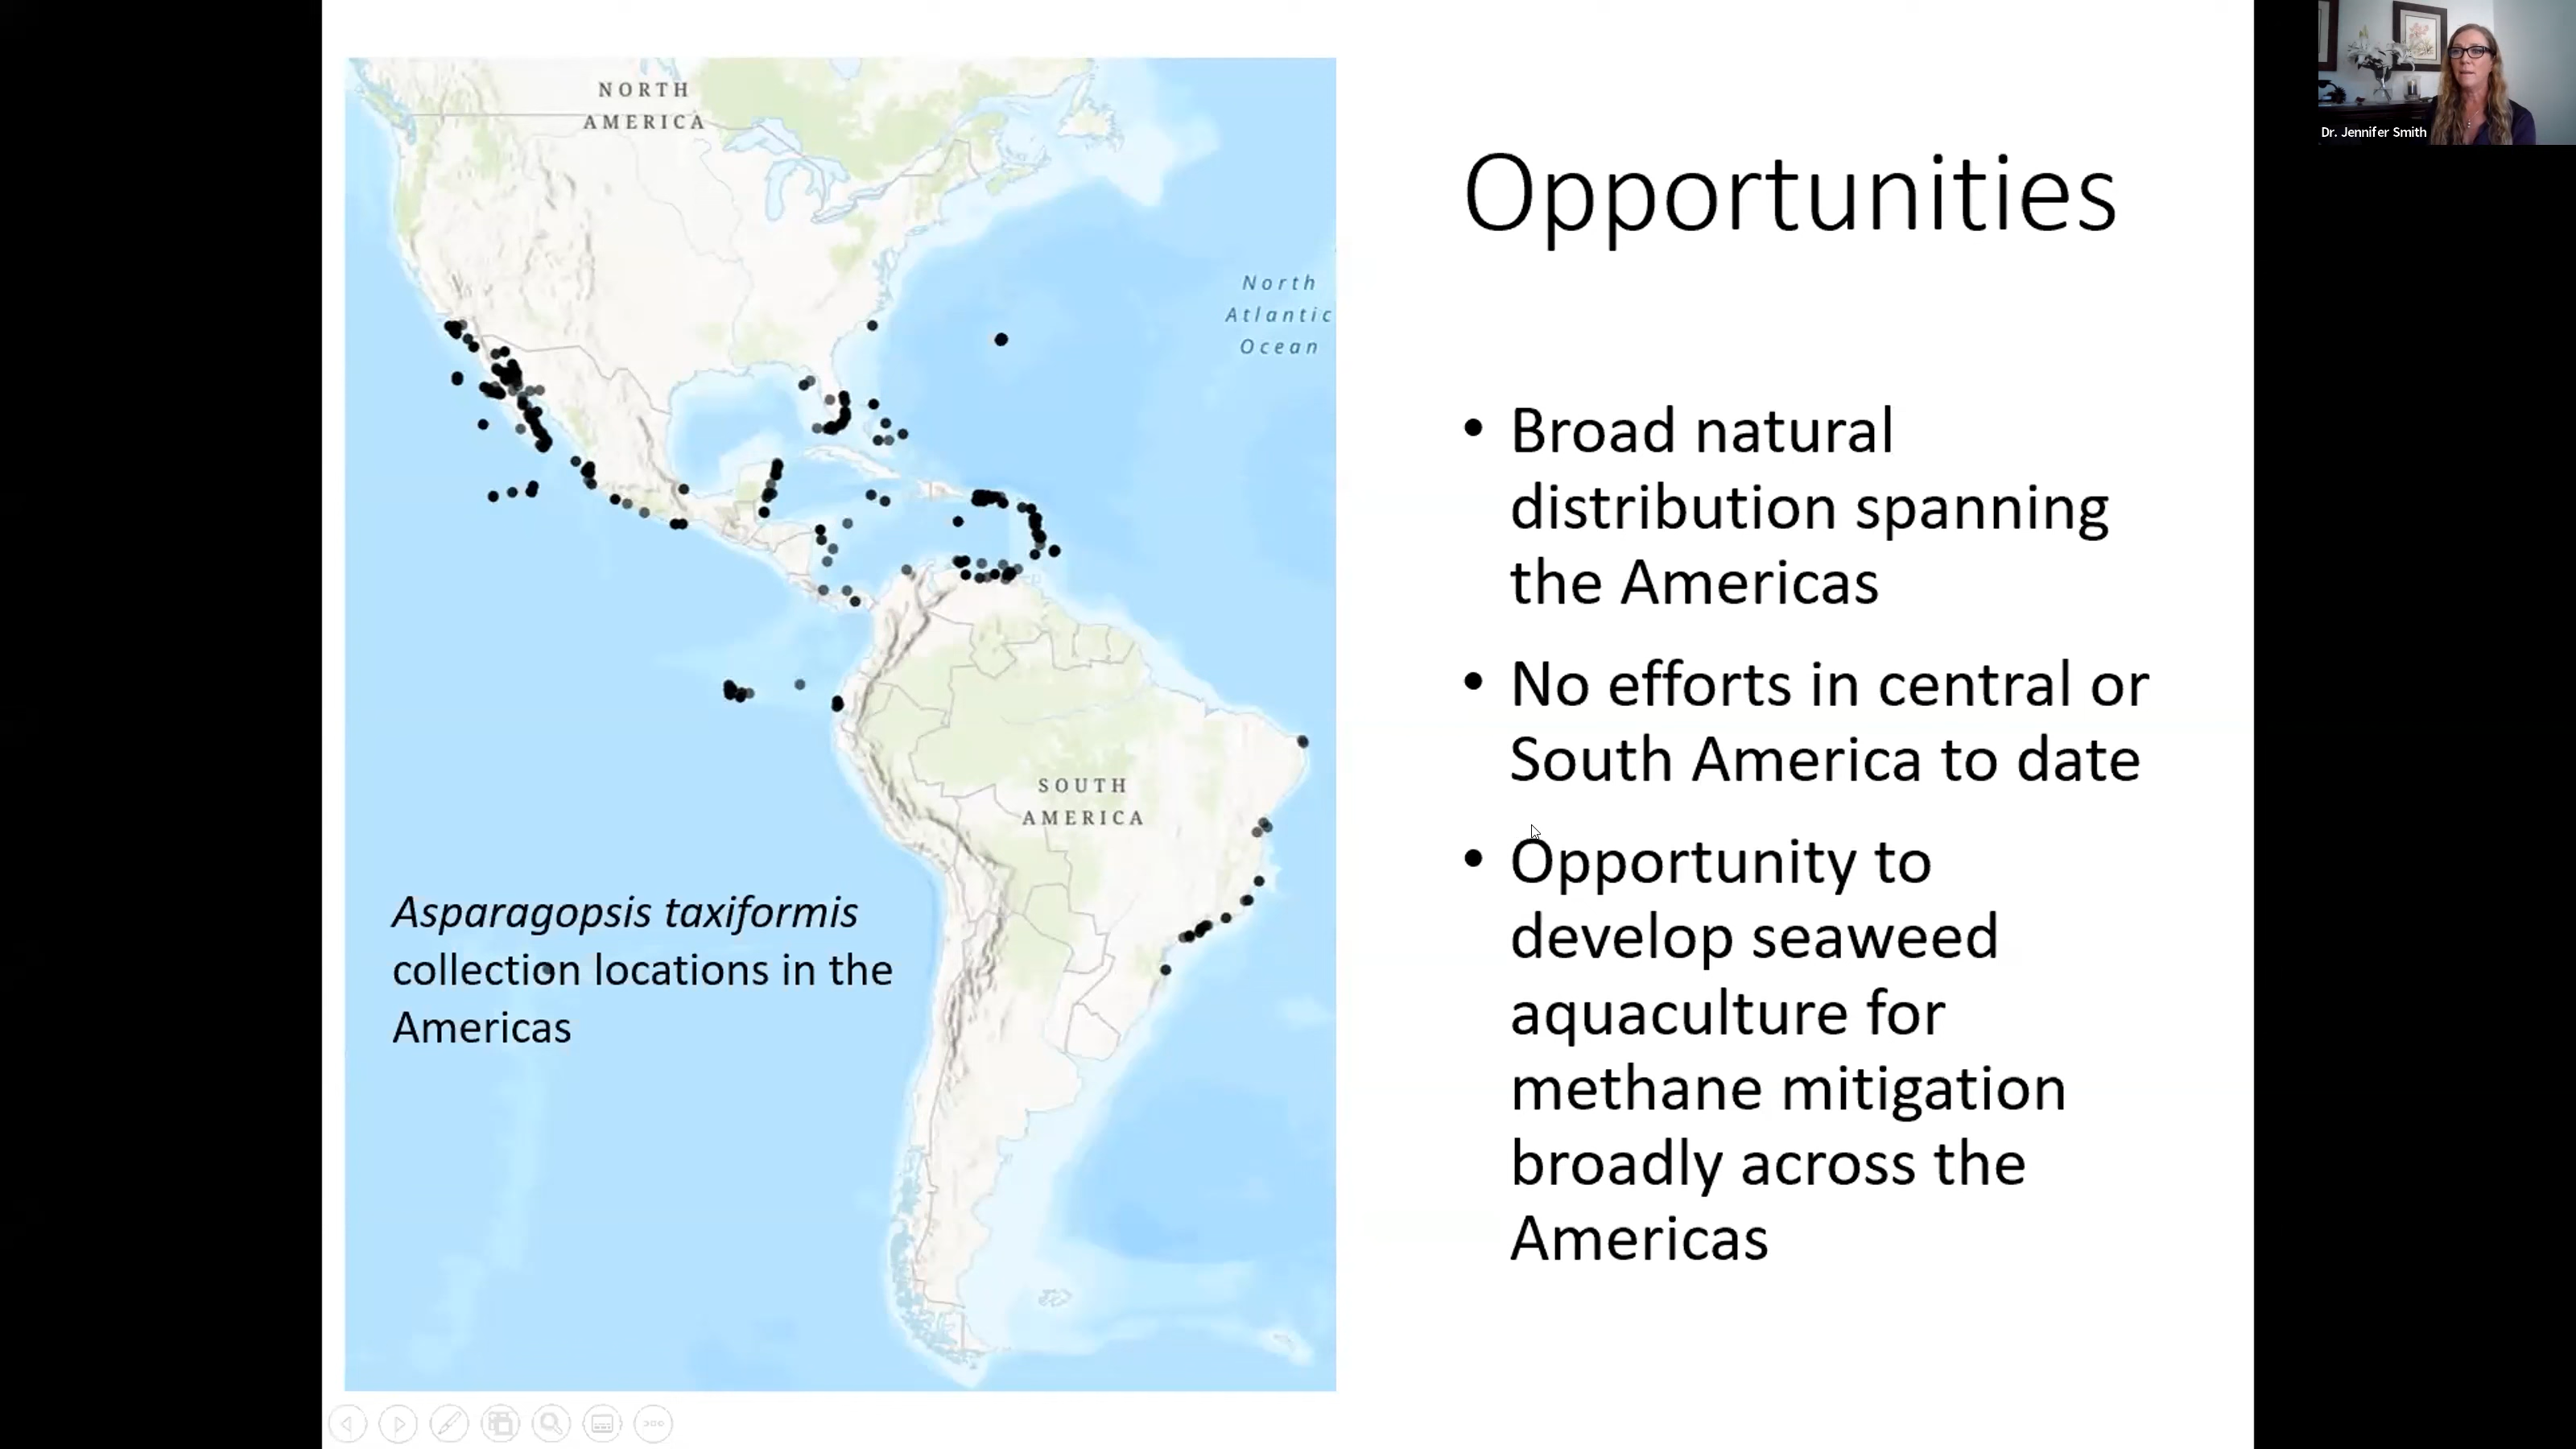 NORTH
AMERICA
North
Atlantic
Ocean
SOUTH
AMERICA
Asparagopsis taxiformis
collection locations in the
Americas
Opportunities
• Broad natural
distribution spanning
the Americas
• No efforts in central or
South America to date
• Opportunity to
develop seaweed
aquaculture for
methane mitigation
broadly across the
Americas
Dr. Jennifer Smith